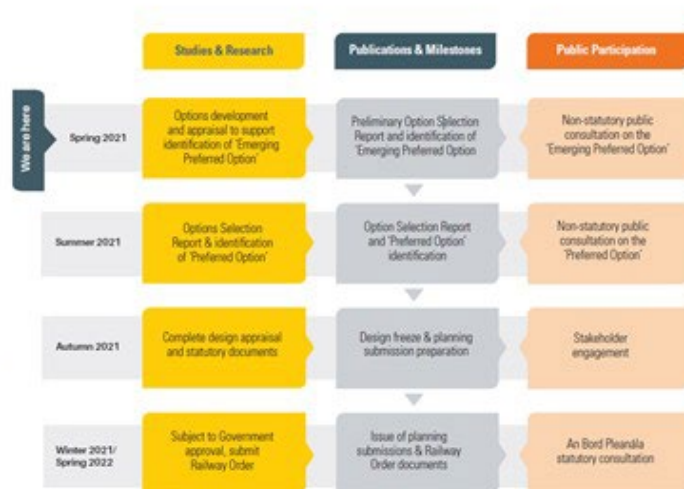 Studies & Research
Publications & Milestones
Public Participation
We are here
Spring 2021
Options development
and appraisal to support
identification of 'Emerging
Preferred Option'
Preliminary Option Selection
Report and identification of
'Emerging Preferred Option
Non-statutory public
consultation on the
'Emerging Preferred Option'
Summer 2021
Options Selection
Report & identification
of 'Preferred Option'
Option Selection Report
and 'Preferred Option'
identification
Non-statutory public
consultation on the
'Preferred Option'
Autumn 2021
Complete design appraisal
and statutory documents
Design freeze & planning
submission preparation
Stakeholder
engagement
Winter 2021/
Spring 2022
Subject to Government
approval, submit
Railway Order
Issue of planning
submissions & Railway
Order documents
An Bord Pleanála
statutory consultation